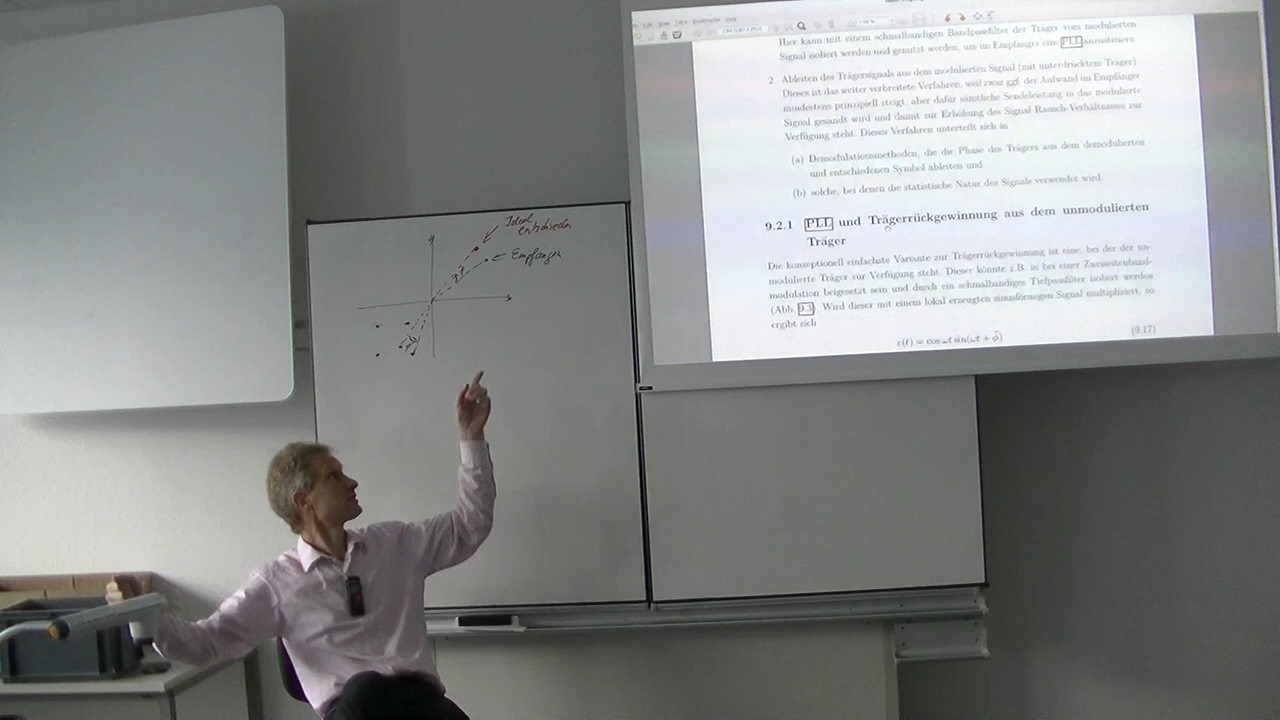 Ideal
entschieden
Empfangen
Hier kann mit einem schmalbandigen Bandpassfilter der Träger vom modulierten
Signal isoliert werden und genutzt werden, um im Empfänger eine PLL anzusteuern.
2. Ableiten des Trägersignals aus dem modulierten Signal (mit unterdrücktem Träger).
Dieses ist das weiter verbreitete Verfahren, weil zwar ggf. der Aufwand im Empfänger
mindestens prinzipiell steigt, aber dafür sämtliche Sendeleistung in das modulierte
Signal gesandt wird und damit zur Erhöhung des Signal Rausch-Verhältnisses zur
Verfügung steht. Dieses Verfahren unterteilt sich in
(a) Demodulationsmethoden, die die Phase des Trägers aus dem demodulierten
und entschiedenen Symbol ableiten und
(b) solche, bei denen die statistische Natur des Signals verwendet wird.
9.2.1 PLL und Trägerrückgewinnung aus dem unmodulierten
Träger
Die konzeptionell einfachste Variante zur Trägerrückgewinnung ist eine, bei der der un-
modulierte Träger zur Verfügung steht. Dieser könnte z.B. in bei einer Zweiseitenband-
modulation beigesetzt sein und durch ein schmalbandiges Tiefpassfilter isoliert werden
(Abb. 9.3). Wird dieser mit einem lokal erzeugten sinusförmigen Signal multipliziert, so
ergibt sich
e(t) = cos ωt sin(ωt + φ̂) (9.17)